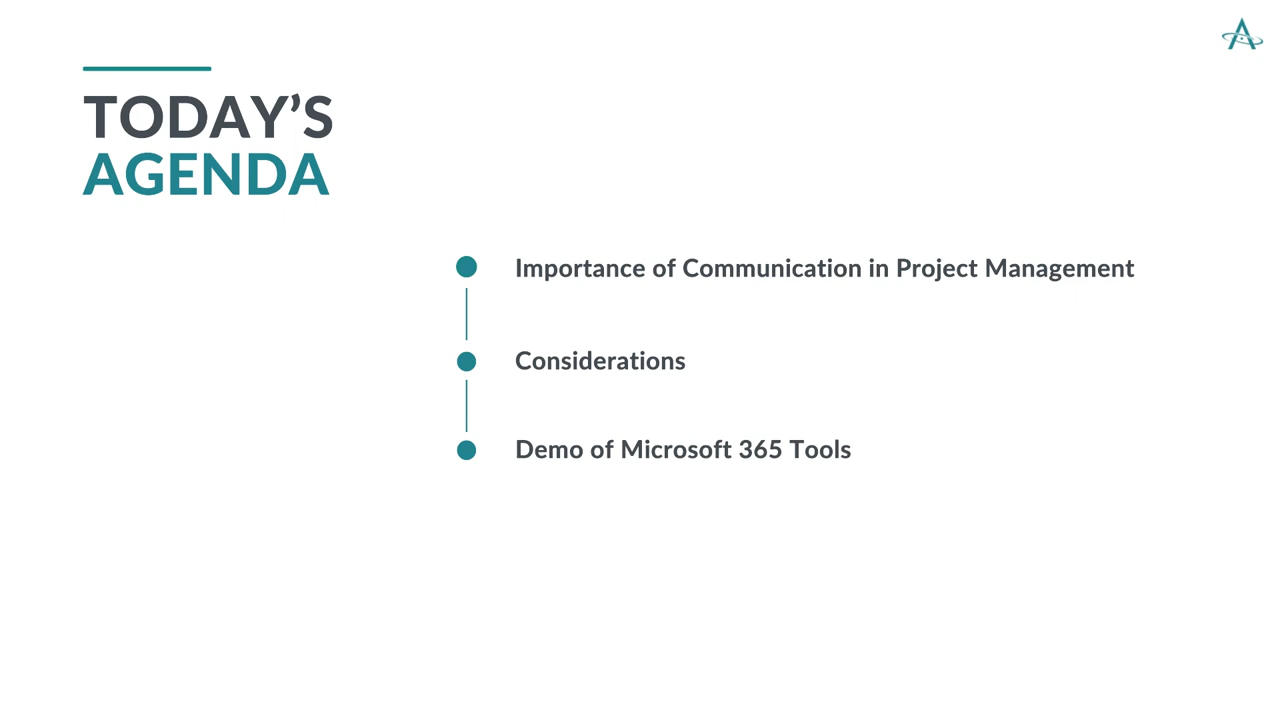 TODAY’S
AGENDA
Importance of Communication in Project Management
Considerations
Demo of Microsoft 365 Tools